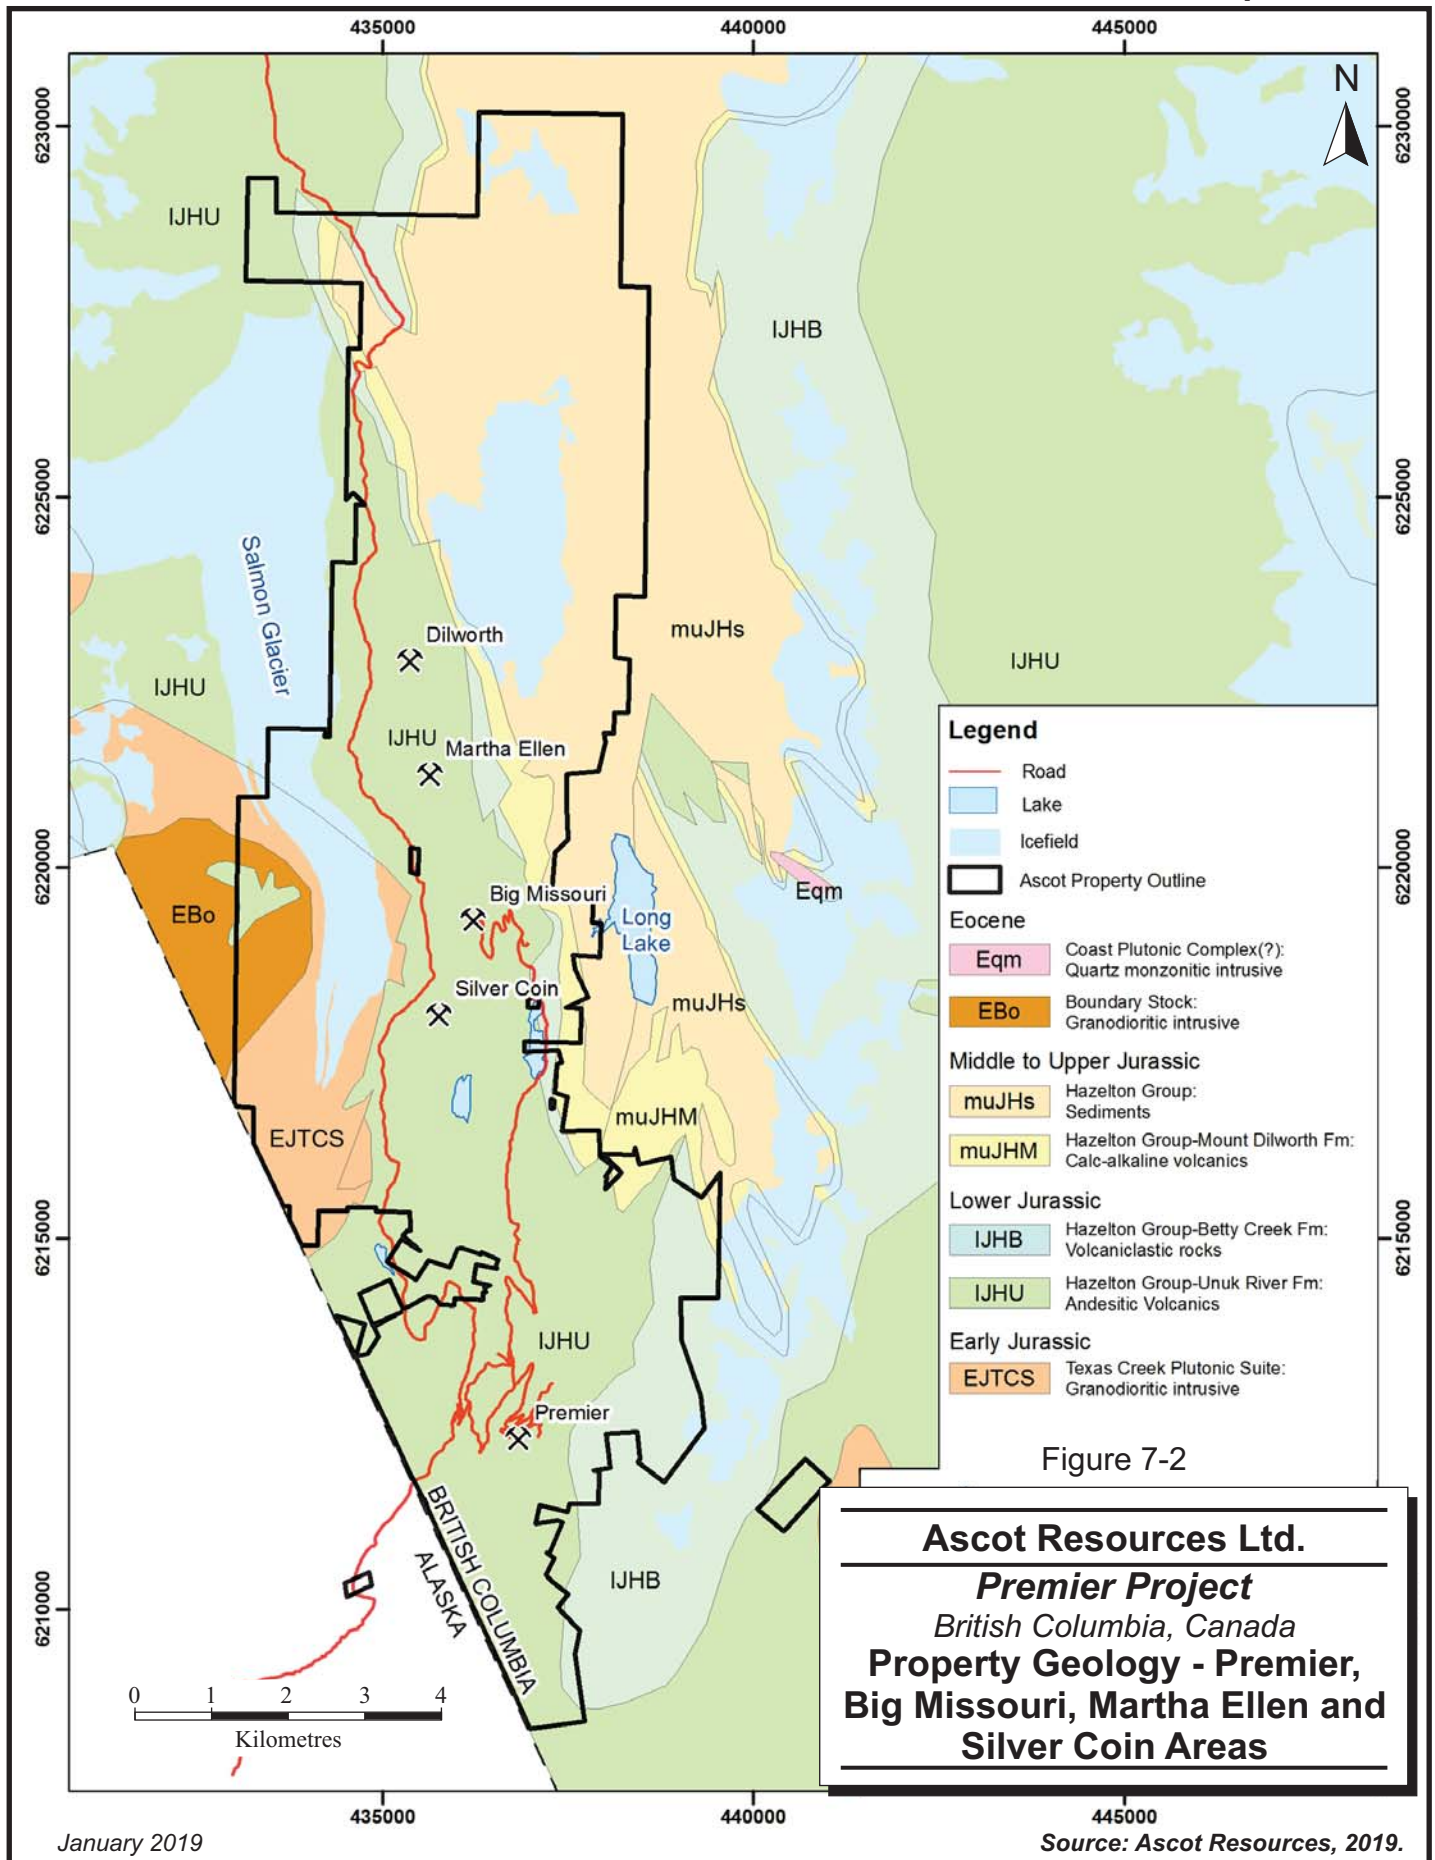 435000
440000
445000
N
6230000
6230000
IJHU
IJHB
6225000
6225000
Salmon Glacier
Dilworth
muJHs
IJHU
IJHU
IJHU
Martha Ellen
Legend
Road
Lake
Icefield
Ascot Property Outline
6220000
6220000
EBo
Big Missouri
Long
Lake
Eqm
Eocene
Eqm
Coast Plutonic Complex(?):
Quartz monzonitic intrusive
EBo
Boundary Stock:
Granodioritic intrusive
Silver Coin
muJHs
Middle to Upper Jurassic
muJHs
Hazelton Group:
Sediments
muJHM
Hazelton Group-Mount Dilworth Fm:
Calc-alkaline volcanics
EJTCS
muJHM
Lower Jurassic
IJHB
Hazelton Group-Betty Creek Fm:
Volcaniclastic rocks
IJHU
Hazelton Group-Unuk River Fm:
Andesitic Volcanics
6215000
6215000
Early Jurassic
EJTCS
Texas Creek Plutonic Suite:
Granodioritic intrusive
IJHU
Premier
Figure 7-2
BRITISH COLUMBIA
ALASKA
IJHB
6210000
Ascot Resources Ltd.
Premier Project
British Columbia, Canada
Property Geology - Premier,
Big Missouri, Martha Ellen and
Silver Coin Areas
0 1 2 3 4
Kilometres
435000
440000
445000
January 2019
Source: Ascot Resources, 2019.